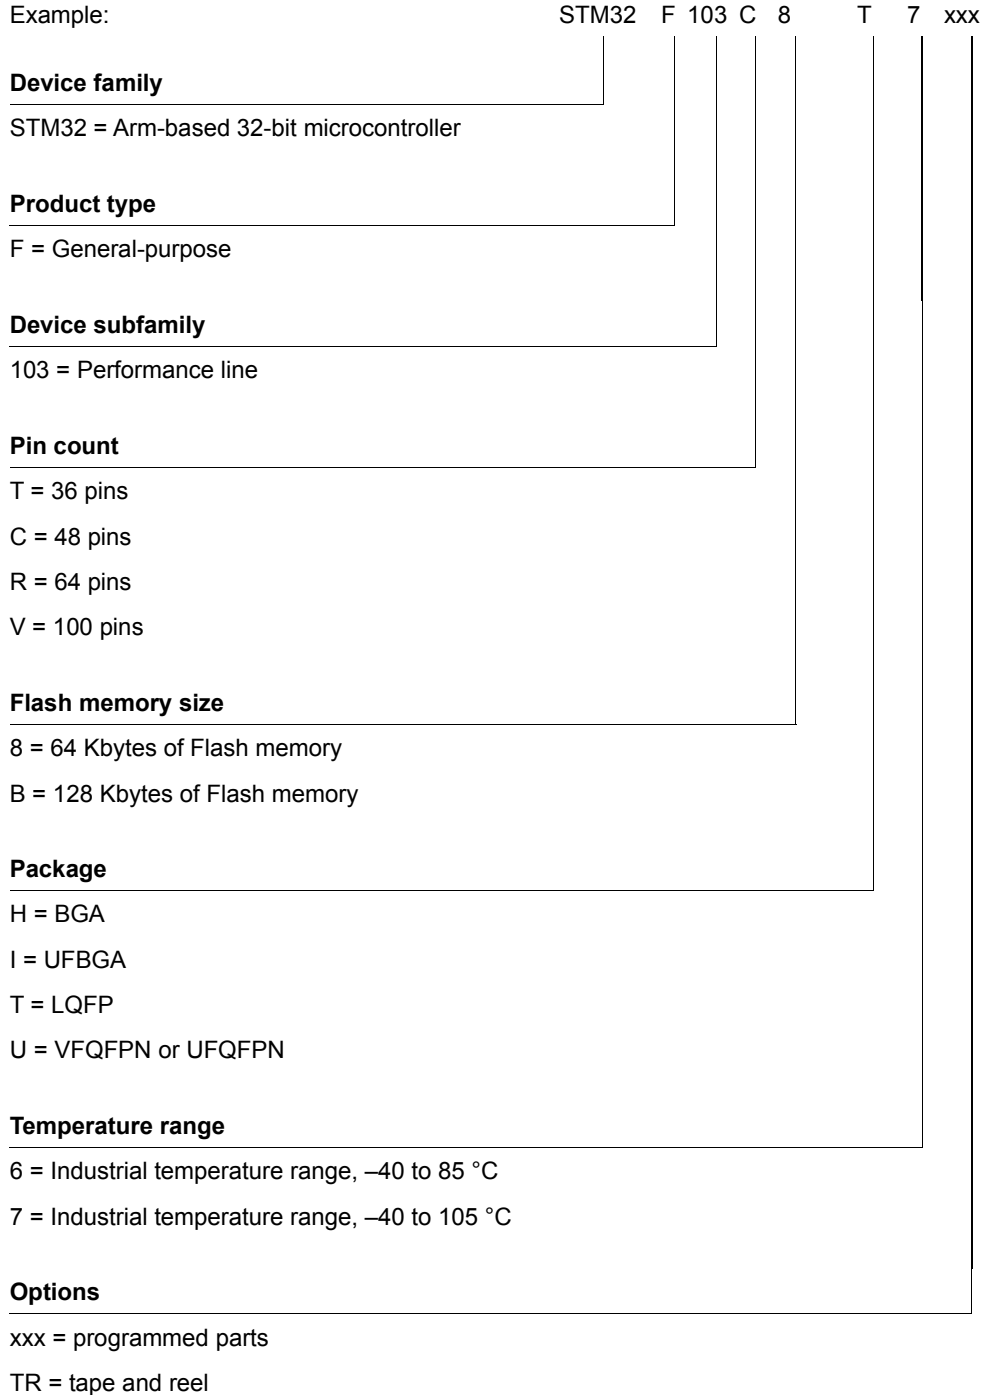 Example: STM32 F 103 C 8 T 7 xxx
Device family
STM32 = Arm-based 32-bit microcontroller
Product type
F = General-purpose
Device subfamily
103 = Performance line
Pin count
T = 36 pins
C = 48 pins
R = 64 pins
V = 100 pins
Flash memory size
8 = 64 Kbytes of Flash memory
B = 128 Kbytes of Flash memory
Package
H = BGA
I = UFBGA
T = LQFP
U = VFQFPN or UFQFPN
Temperature range
6 = Industrial temperature range, –40 to 85 °C
7 = Industrial temperature range, –40 to 105 °C
Options
xxx = programmed parts
TR = tape and reel